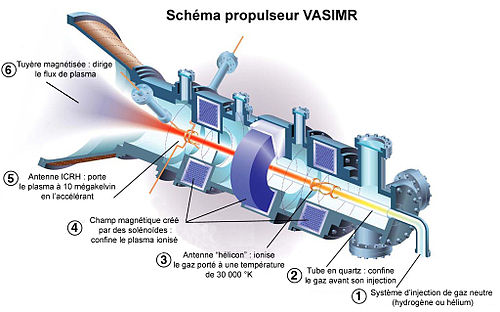 Schéma propulseur VASIMR
6 Tuyère magnétisée : dirige
le flux de plasma
5 Antenne ICRH : porte
le plasma à 10 mégakelvin
en l'accélérant
4 Champ magnétique créé
par des solénoïdes :
confine le plasma ionisé
3 Antenne "hélicon" : ionise
le gaz porté à une température
de 30 000 °K
2 Tube en quartz : confine
le gaz avant son injection
1 Système d'injection de gaz neutre
(hydrogène ou hélium)